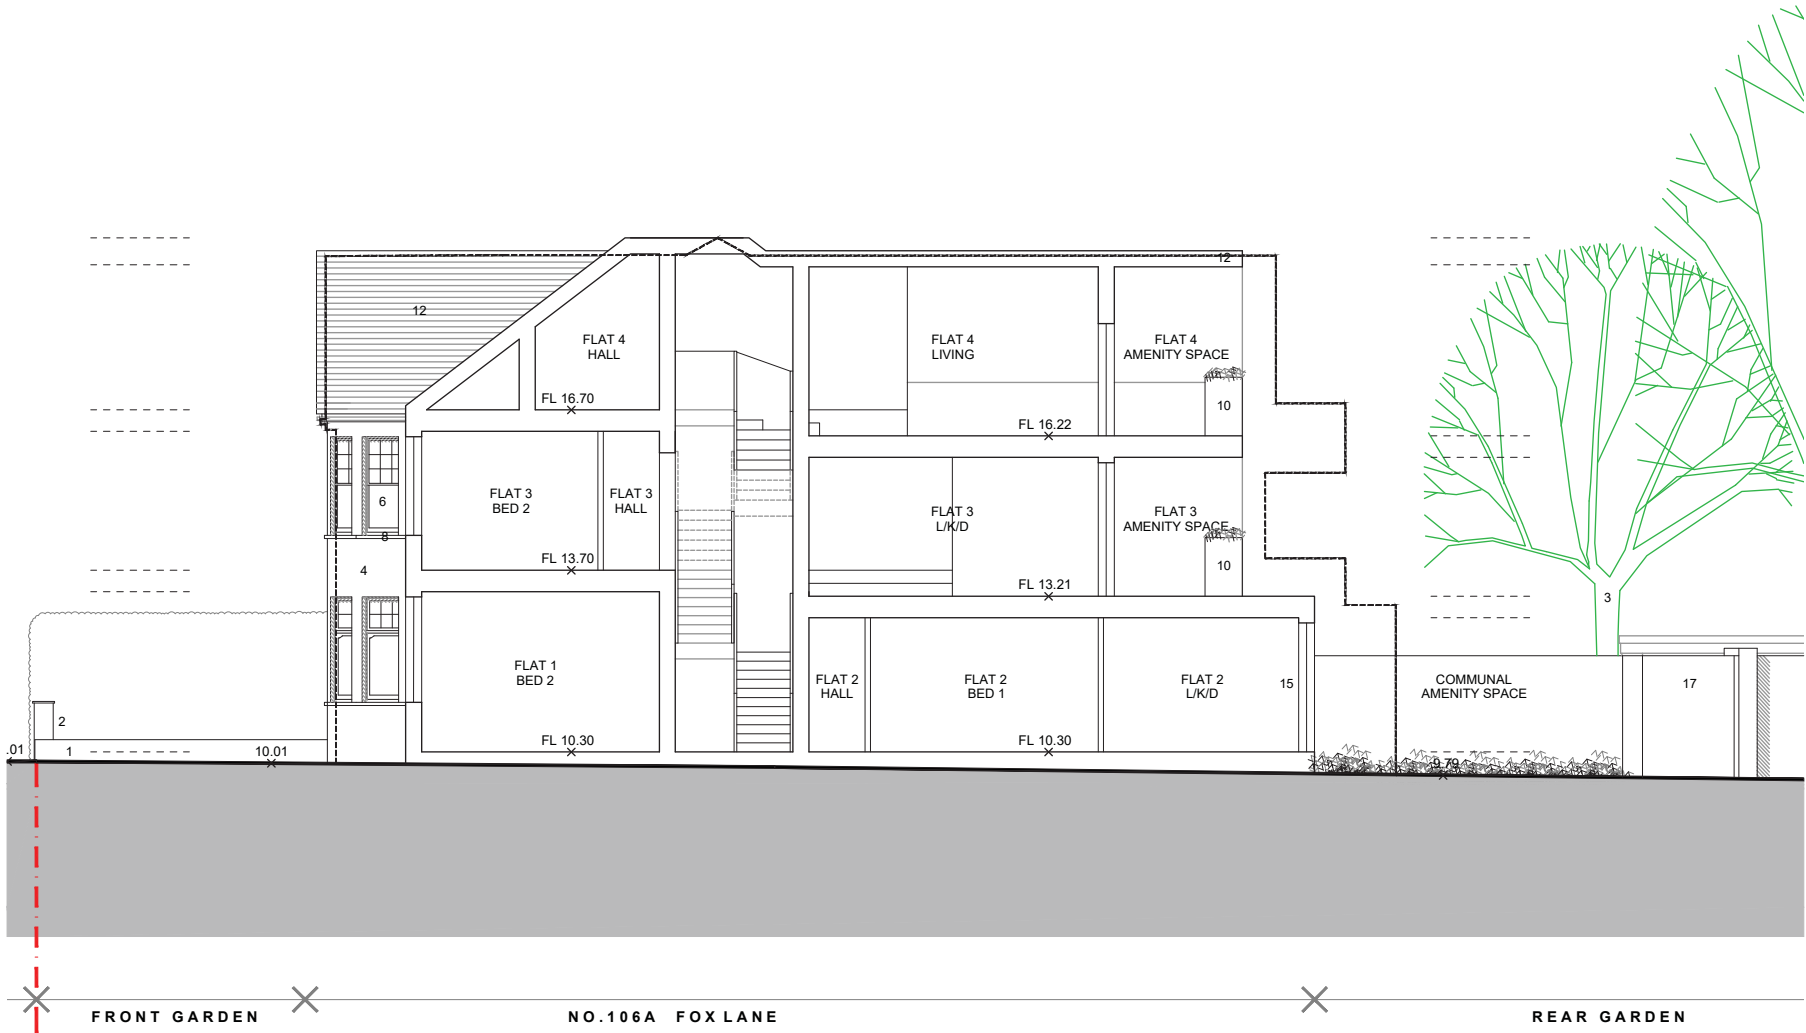 12
12
FLAT 4
HALL
FLAT 4
LIVING
FLAT 4
AMENITY SPACE
FL 16.70
10
FL 16.22
FLAT 3
BED 2
FLAT 3
HALL
6
8
FLAT 3
L/K/D
FLAT 3
AMENITY SPACE
4
FL 13.70
10
FL 13.21
3
FLAT 1
BED 2
FLAT 2
HALL
FLAT 2
BED 1
FLAT 2
L/K/D
15
COMMUNAL
AMENITY SPACE
17
2
.01
1
10.01
FL 10.30
FL 10.30
9.79
FRONT GARDEN
NO.106A FOX LANE
REAR GARDEN